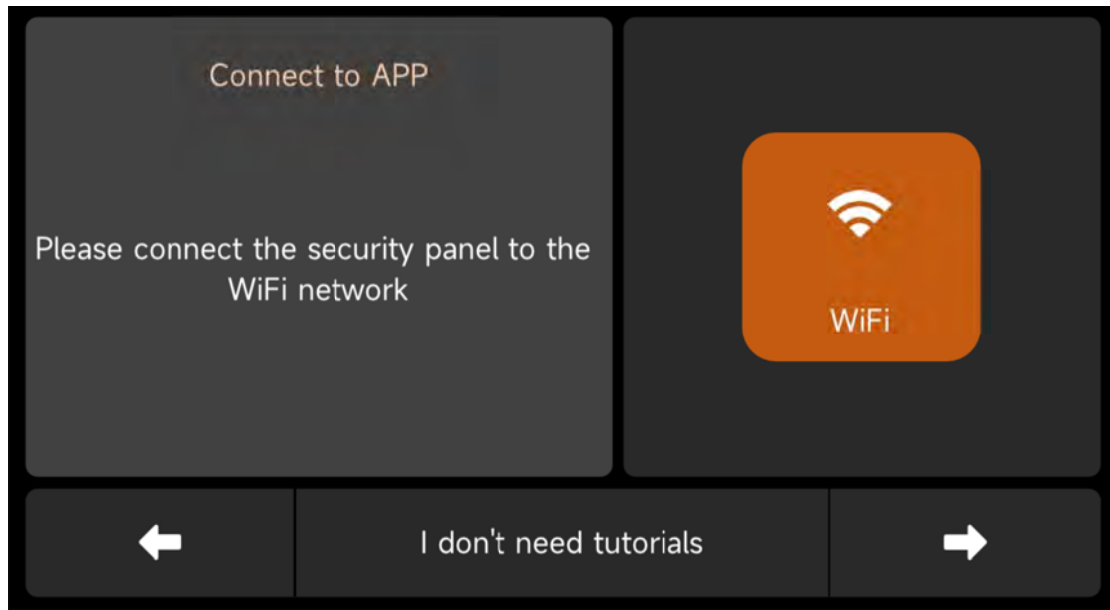 Connect to APP
Please connect the security panel to the
WiFi network
WiFi
I don't need tutorials